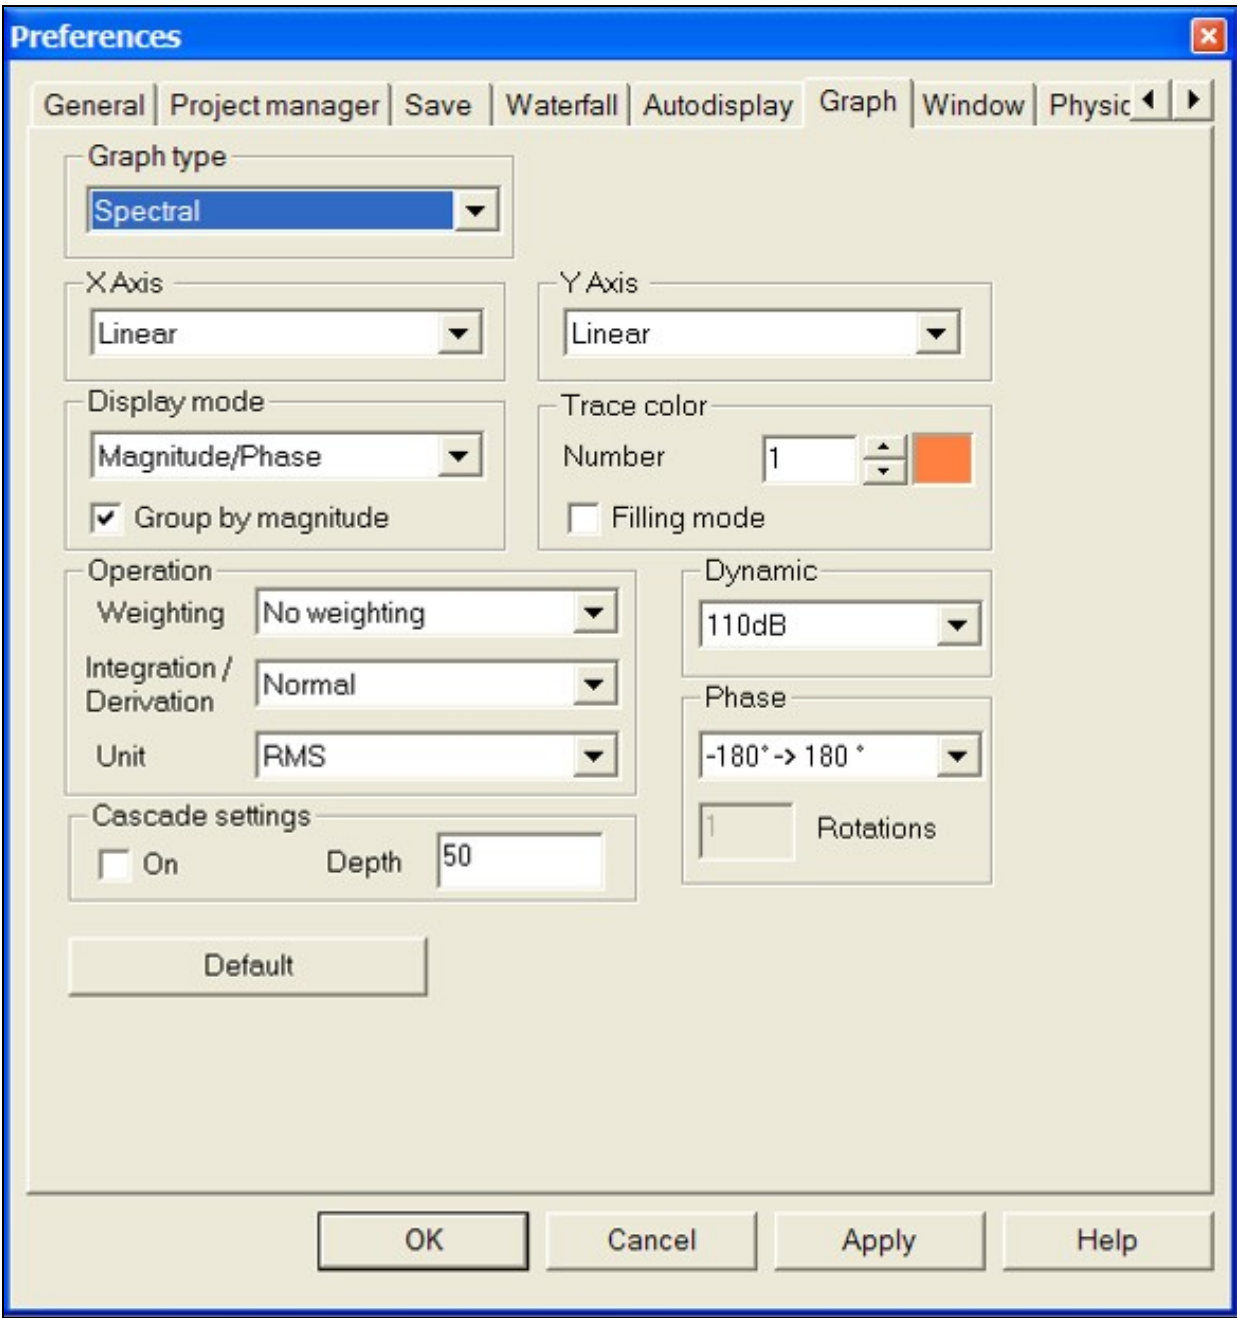 Preferences
General Project manager Save Waterfall Autodisplay Graph Window Physic
Graph type
Spectral
X Axis
Linear
Y Axis
Linear
Display mode
Magnitude/Phase
Group by magnitude
Trace color
Number 1
Filling mode
Operation
Weighting No weighting
Integration /
Derivation
Normal
Unit RMS
Dynamic
110dB
Phase
-180°-> 180 °
1 Rotations
Cascade settings
On Depth 50
Default
OK Cancel Apply Help